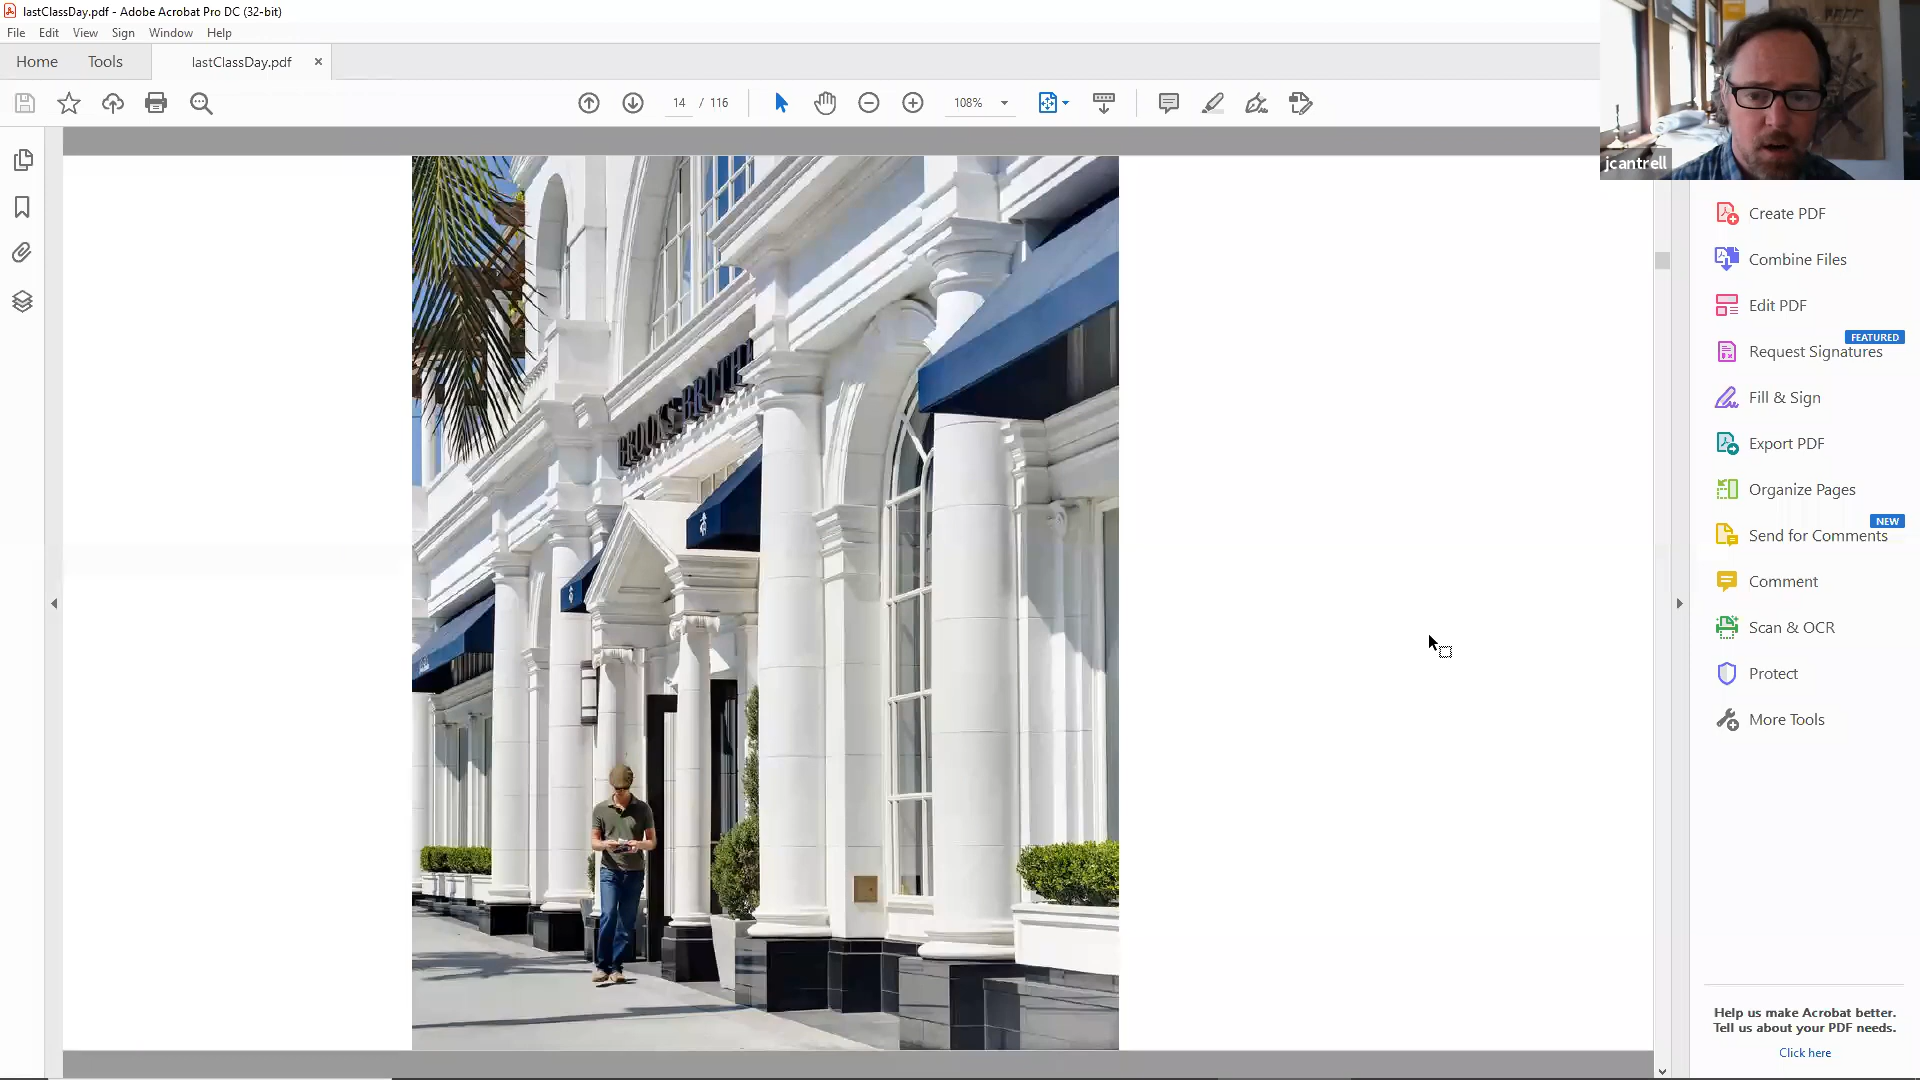 lastClassDay.pdf - Adobe Acrobat Pro DC (32-bit)
File Edit View Sign Window Help
Home Tools lastClassDay.pdf
14 / 116 108%
jcantrell
Create PDF
Combine Files
Edit PDF
FEATURED
Request Signatures
Fill & Sign
Export PDF
Organize Pages
NEW
Send for Comments
Comment
Scan & OCR
Protect
More Tools
BROOKS BROTHE
Help us make Acrobat better.
Tell us about your PDF needs.
Click here